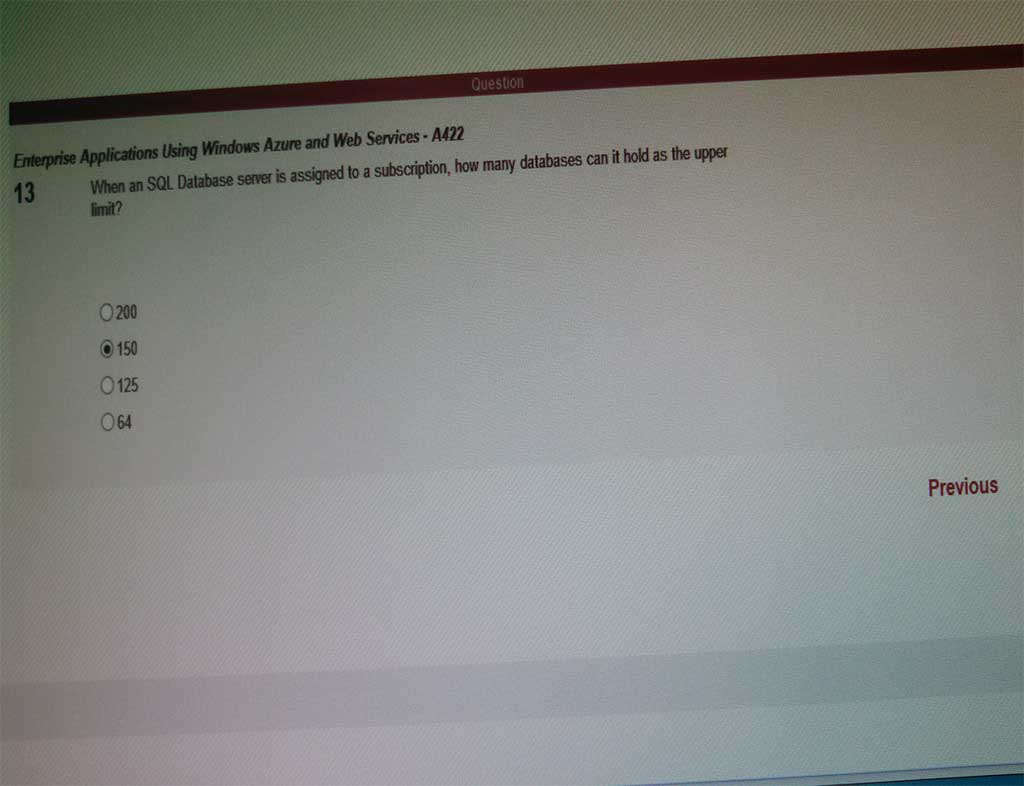 Question
Enterprise Applications Using Windows Azure and Web Services - A422
13 When an SQL Database server is assigned to a subscription, how many databases can it hold as the upper
limit?
200
150
125
64
Previous